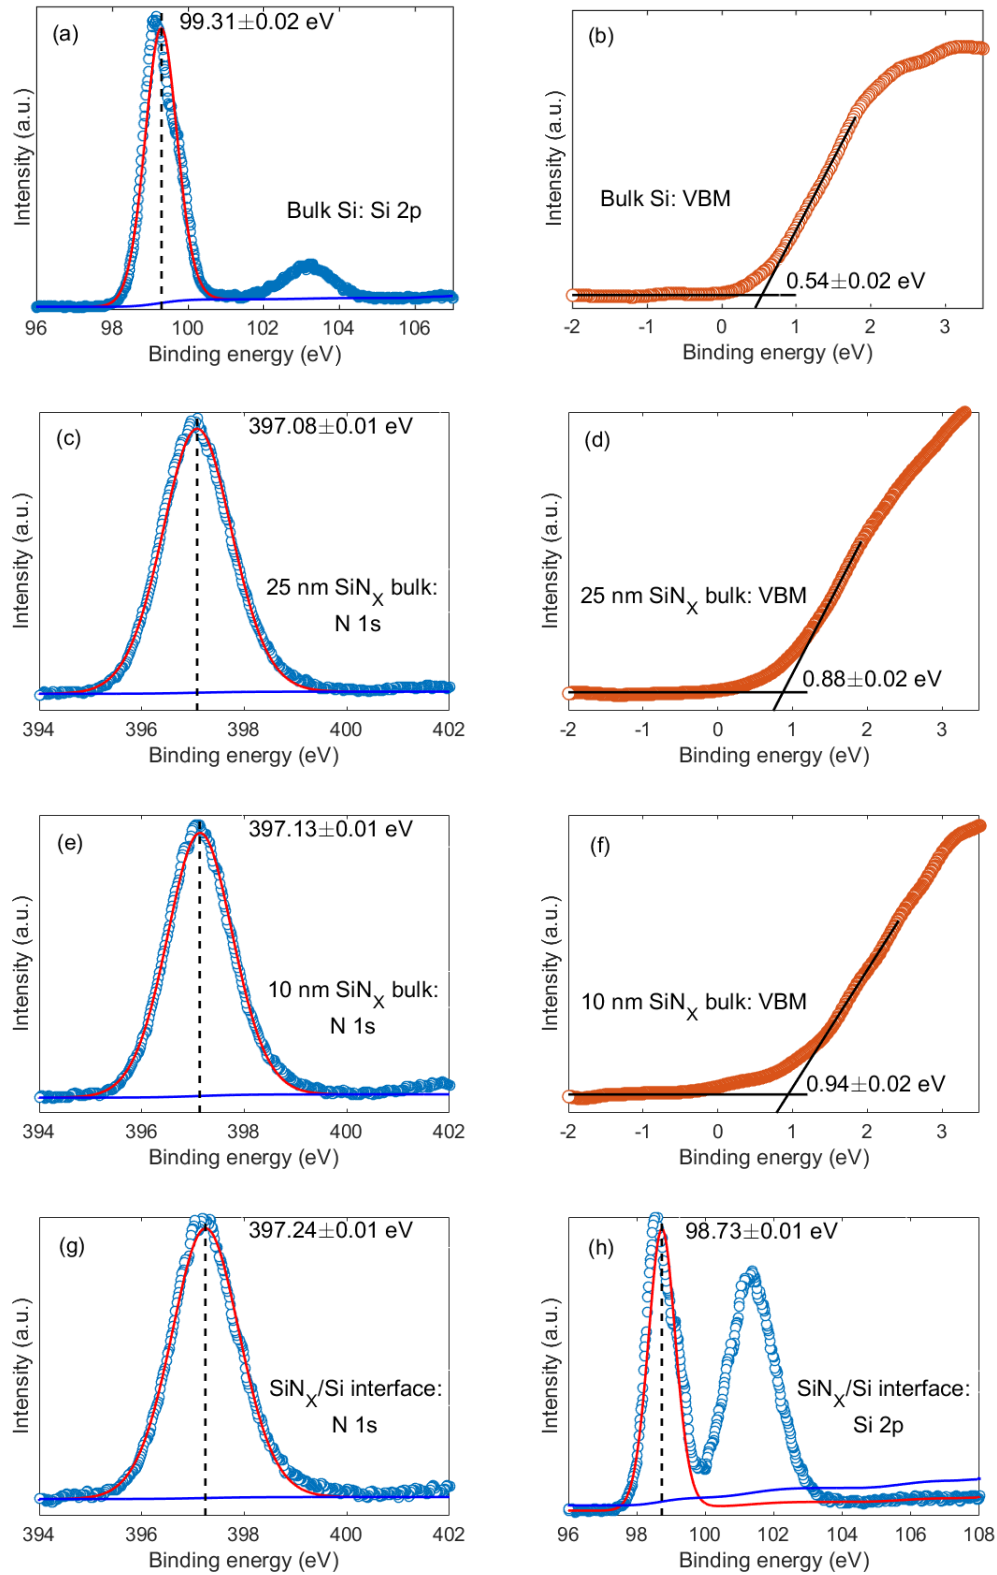 (a)
99.31±0.02 eV
Intensity (a.u.)
Bulk Si: Si 2p
96 98 100 102 104 106
Binding energy (eV)
(b)
Intensity (a.u.)
Bulk Si: VBM
0.54±0.02 eV
-2 -1 0 1 2 3
Binding energy (eV)
(c)
397.08±0.01 eV
Intensity (a.u.)
25 nm SiN_X bulk:
N 1s
394 396 398 400 402
Binding energy (eV)
(d)
Intensity (a.u.)
25 nm SiN_X bulk: VBM
0.88±0.02 eV
-2 -1 0 1 2 3
Binding energy (eV)
(e)
397.13±0.01 eV
Intensity (a.u.)
10 nm SiN_X bulk:
N 1s
394 396 398 400 402
Binding energy (eV)
(f)
Intensity (a.u.)
10 nm SiN_X bulk: VBM
0.94±0.02 eV
-2 -1 0 1 2 3
Binding energy (eV)
(g)
397.24±0.01 eV
Intensity (a.u.)
SiN_X/Si interface:
N 1s
394 396 398 400 402
Binding energy (eV)
(h)
98.73±0.01 eV
Intensity (a.u.)
SiN_X/Si interface:
Si 2p
96 98 100 102 104 106 108
Binding energy (eV)